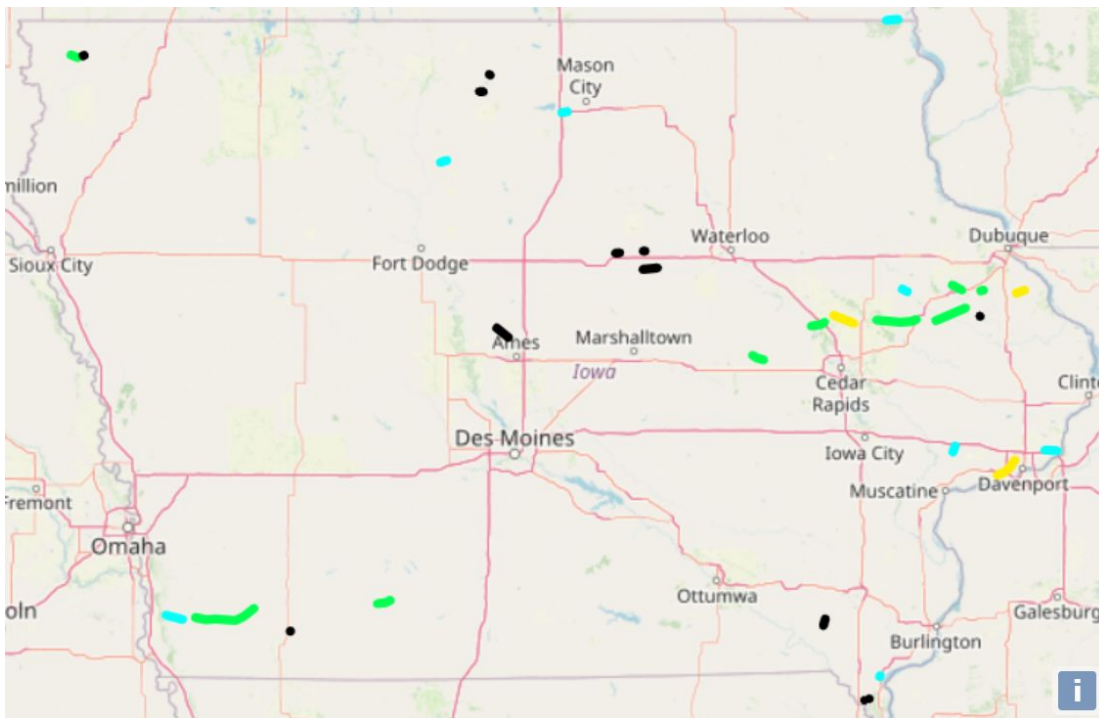 Mason
City
million
Waterloo
Dubuque
Sioux City
Fort Dodge
Ames
Marshalltown
Iowa
Cedar
Rapids
Clinto
Des Moines
Iowa City
Muscatine
Davenport
Fremont
Omaha
oln
Ottumwa
Galesburg
Burlington
i